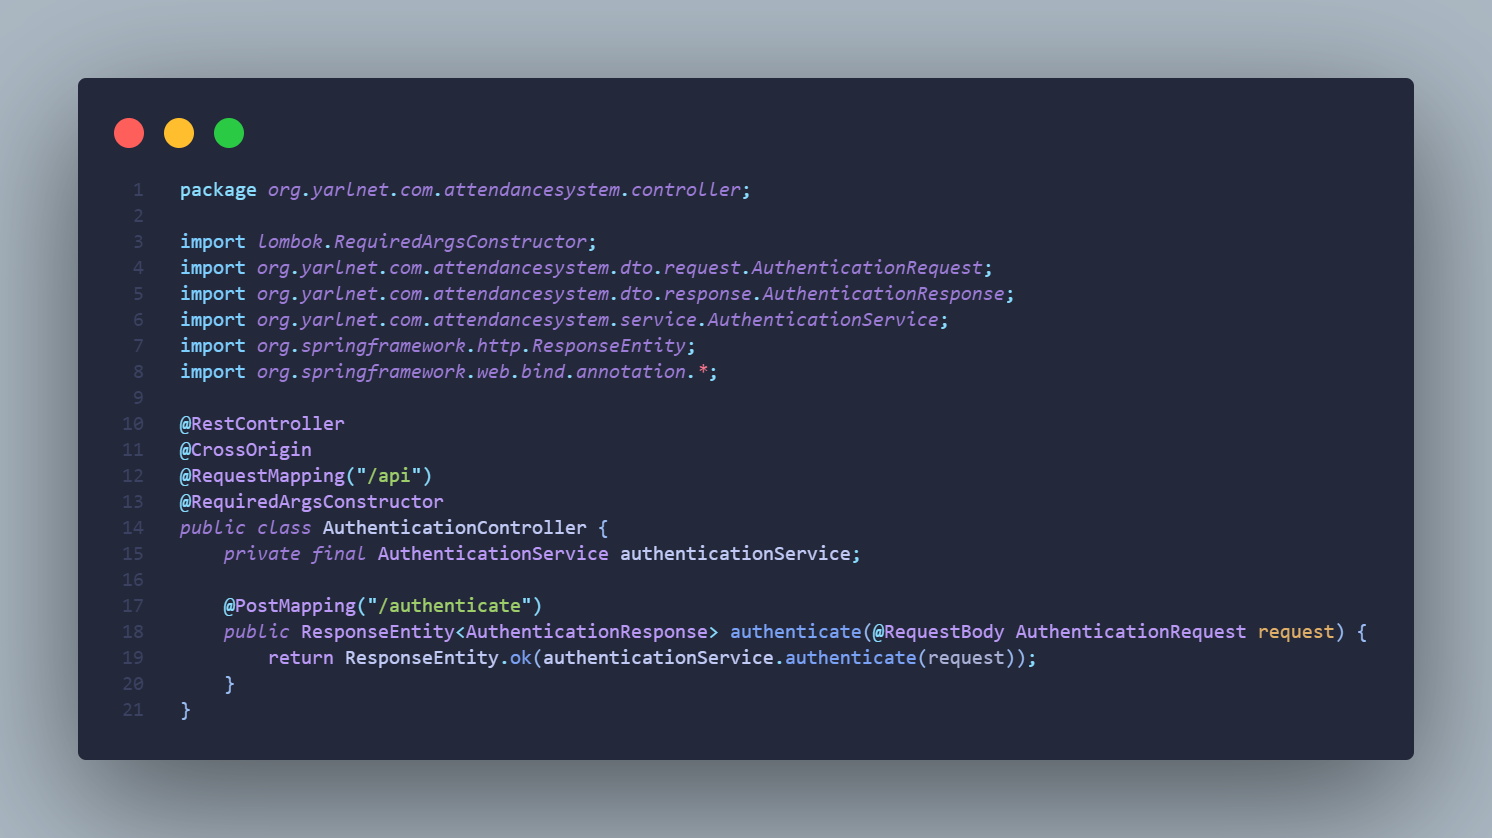 1 package org.yarlnet.com.attendancesystem.controller;
2
3 import lombok.RequiredArgsConstructor;
4 import org.yarlnet.com.attendancesystem.dto.request.AuthenticationRequest;
5 import org.yarlnet.com.attendancesystem.dto.response.AuthenticationResponse;
6 import org.yarlnet.com.attendancesystem.service.AuthenticationService;
7 import org.springframework.http.ResponseEntity;
8 import org.springframework.web.bind.annotation.*;
9
10 @RestController
11 @CrossOrigin
12 @RequestMapping("/api")
13 @RequiredArgsConstructor
14 public class AuthenticationController {
15     private final AuthenticationService authenticationService;
16
17     @PostMapping("/authenticate")
18     public ResponseEntity<AuthenticationResponse> authenticate(@RequestBody AuthenticationRequest request) {
19         return ResponseEntity.ok(authenticationService.authenticate(request));
20     }
21 }